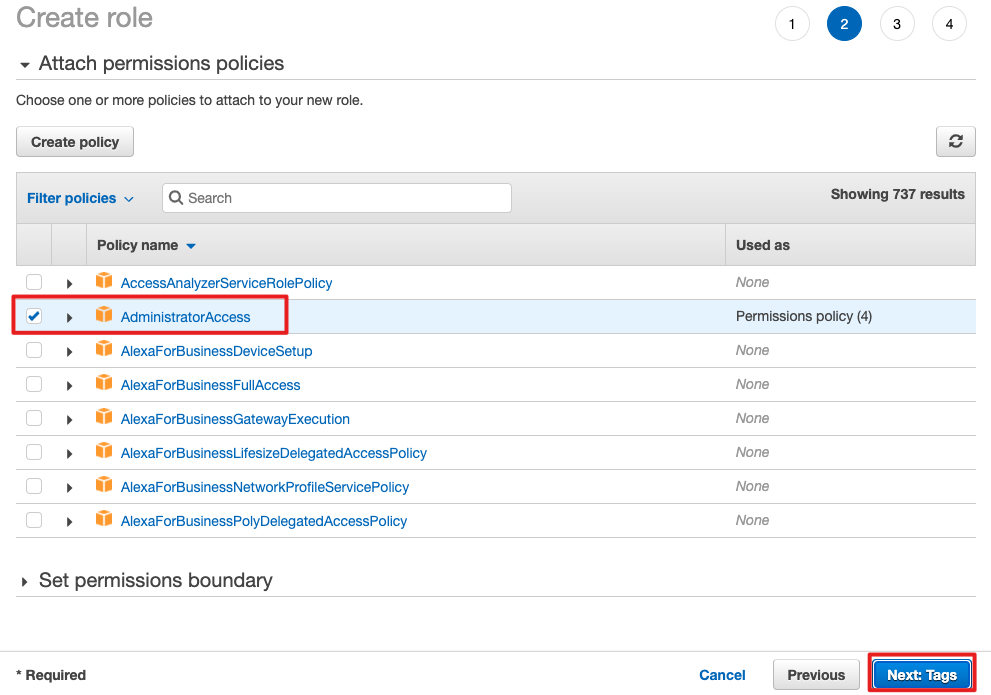 Create role
1 2 3 4
Attach permissions policies
Choose one or more policies to attach to your new role.
Create policy
Filter policies Search Showing 737 results
Policy name Used as
AccessAnalyzerServiceRolePolicy None
AdministratorAccess Permissions policy (4)
AlexaForBusinessDeviceSetup None
AlexaForBusinessFullAccess None
AlexaForBusinessGatewayExecution None
AlexaForBusinessLifesizeDelegatedAccessPolicy None
AlexaForBusinessNetworkProfileServicePolicy None
AlexaForBusinessPolyDelegatedAccessPolicy None
Set permissions boundary
* Required Cancel Previous Next: Tags